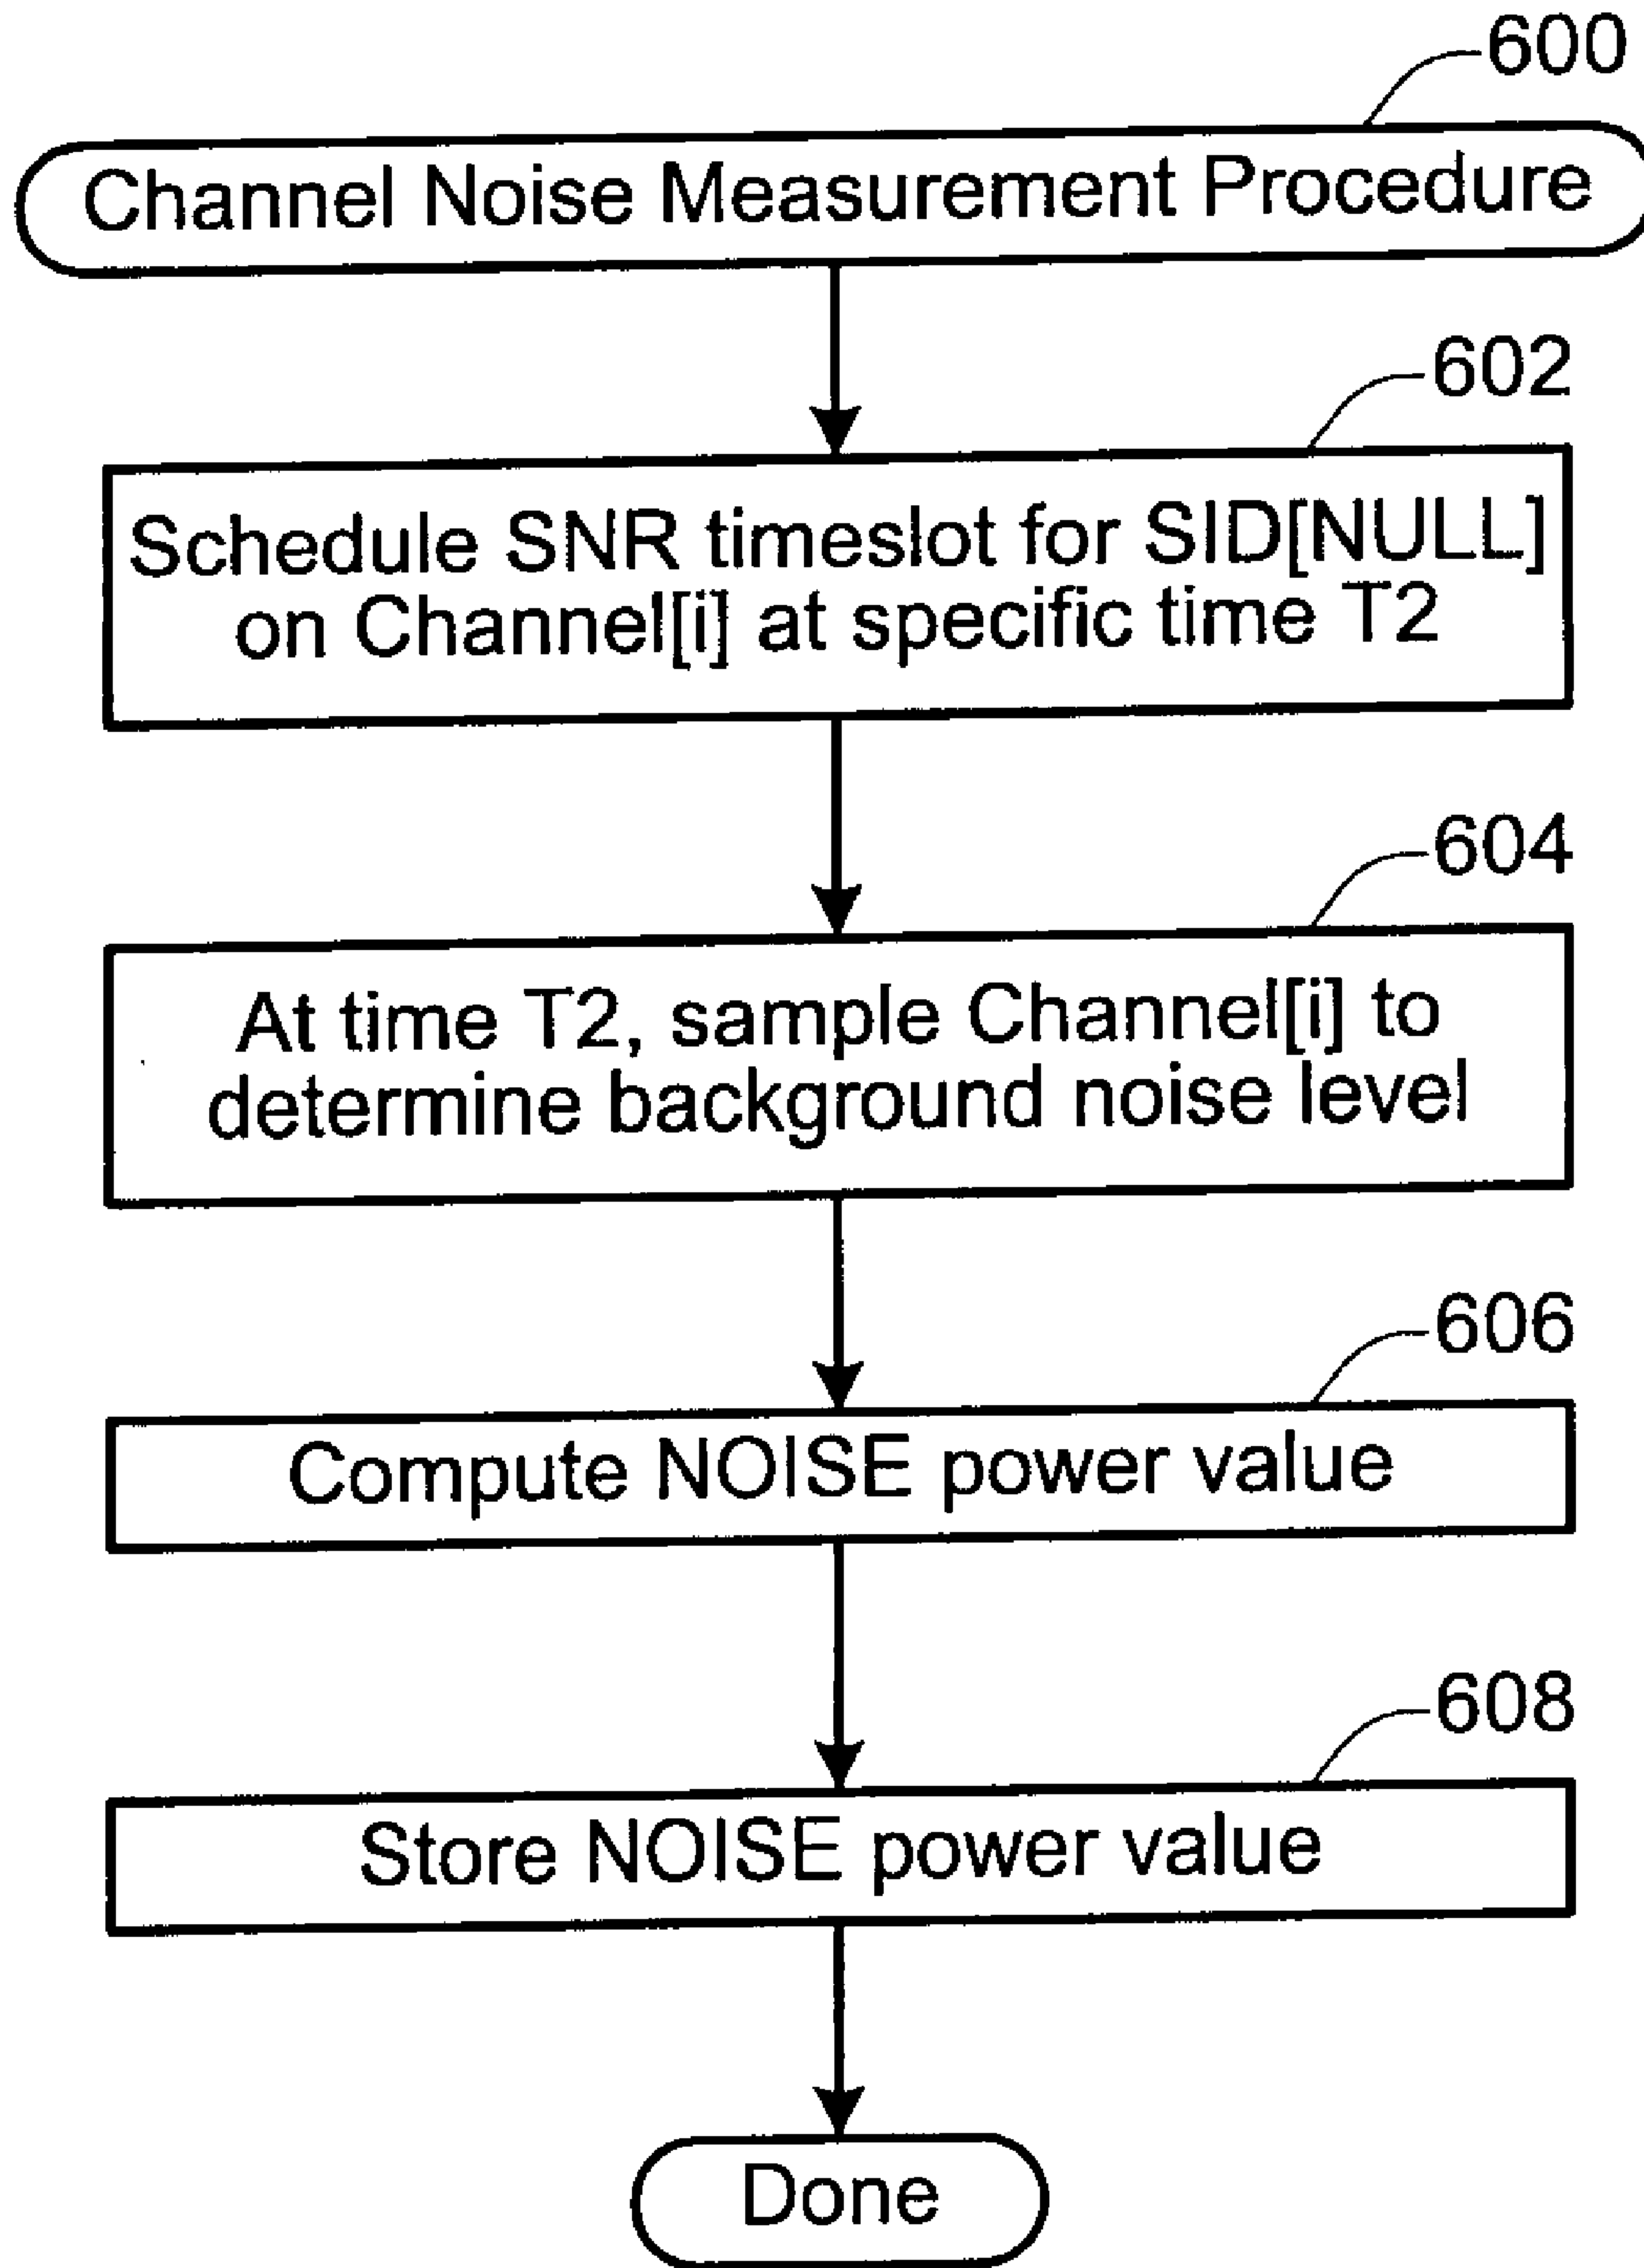 600
Channel Noise Measurement Procedure
602
Schedule SNR timeslot for SID[NULL]
on Channel[i] at specific time T2
604
At time T2, sample Channel[i] to
determine background noise level
606
Compute NOISE power value
608
Store NOISE power value
Done